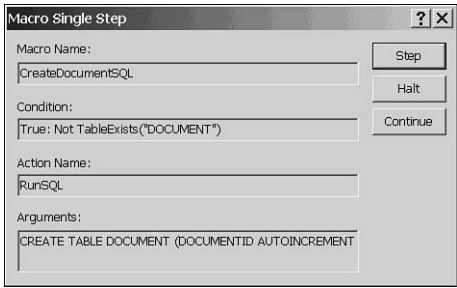 Macro Single Step
? X
Macro Name:
Step
CreateDocumentSQL
Halt
Condition:
Continue
True: Not TableExists("DOCUMENT")
Action Name:
RunSQL
Arguments:
CREATE TABLE DOCUMENT (DOCUMENTID AUTOINCREMENT